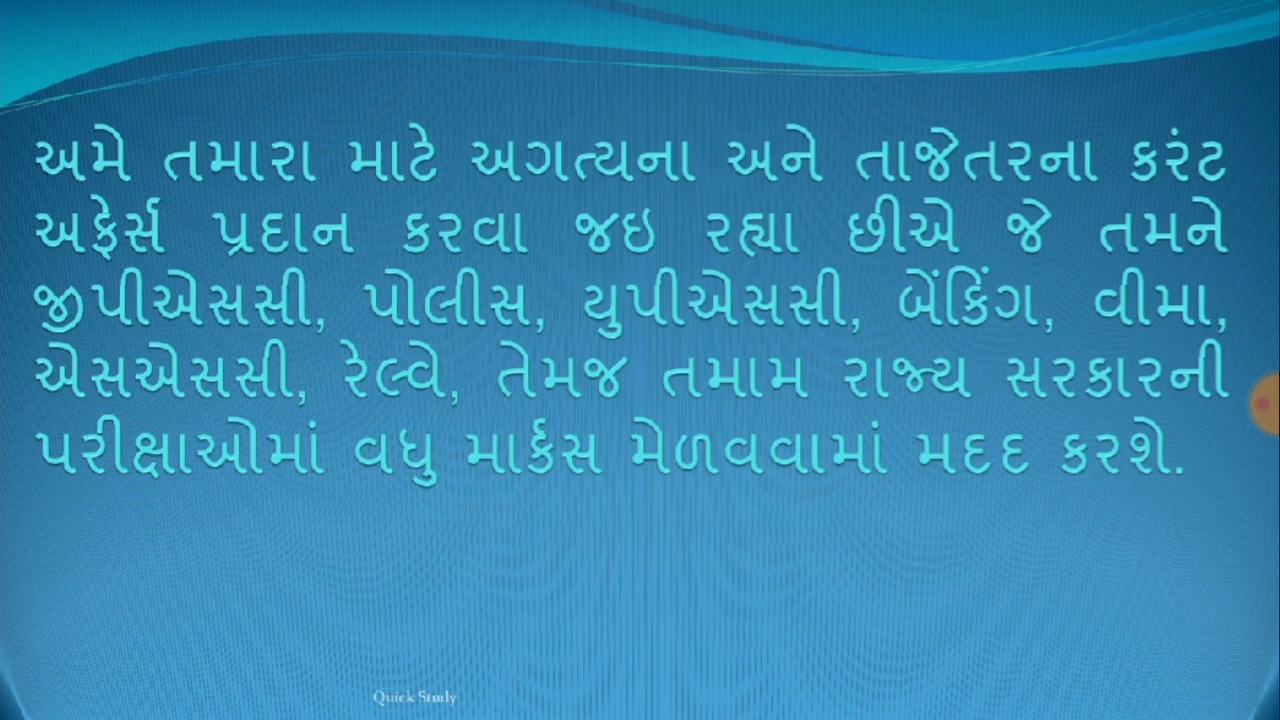 અમે તમારા માટે અગત્યના અને તાજેતરના કરંટ
અફેર્સ પ્રદાન કરવા જઇ રહ્યા છીએ જે તમને
જીપીએસસી, પોલીસ, યુપીએસસી, બેંકિંગ, વીમા,
એસએસસી, રેલ્વે, તેમજ તમામ રાજ્ય સરકારની
પરીક્ષાઓમાં વધુ માર્કસ મેળવવામાં મદદ કરશે.
Quick Study